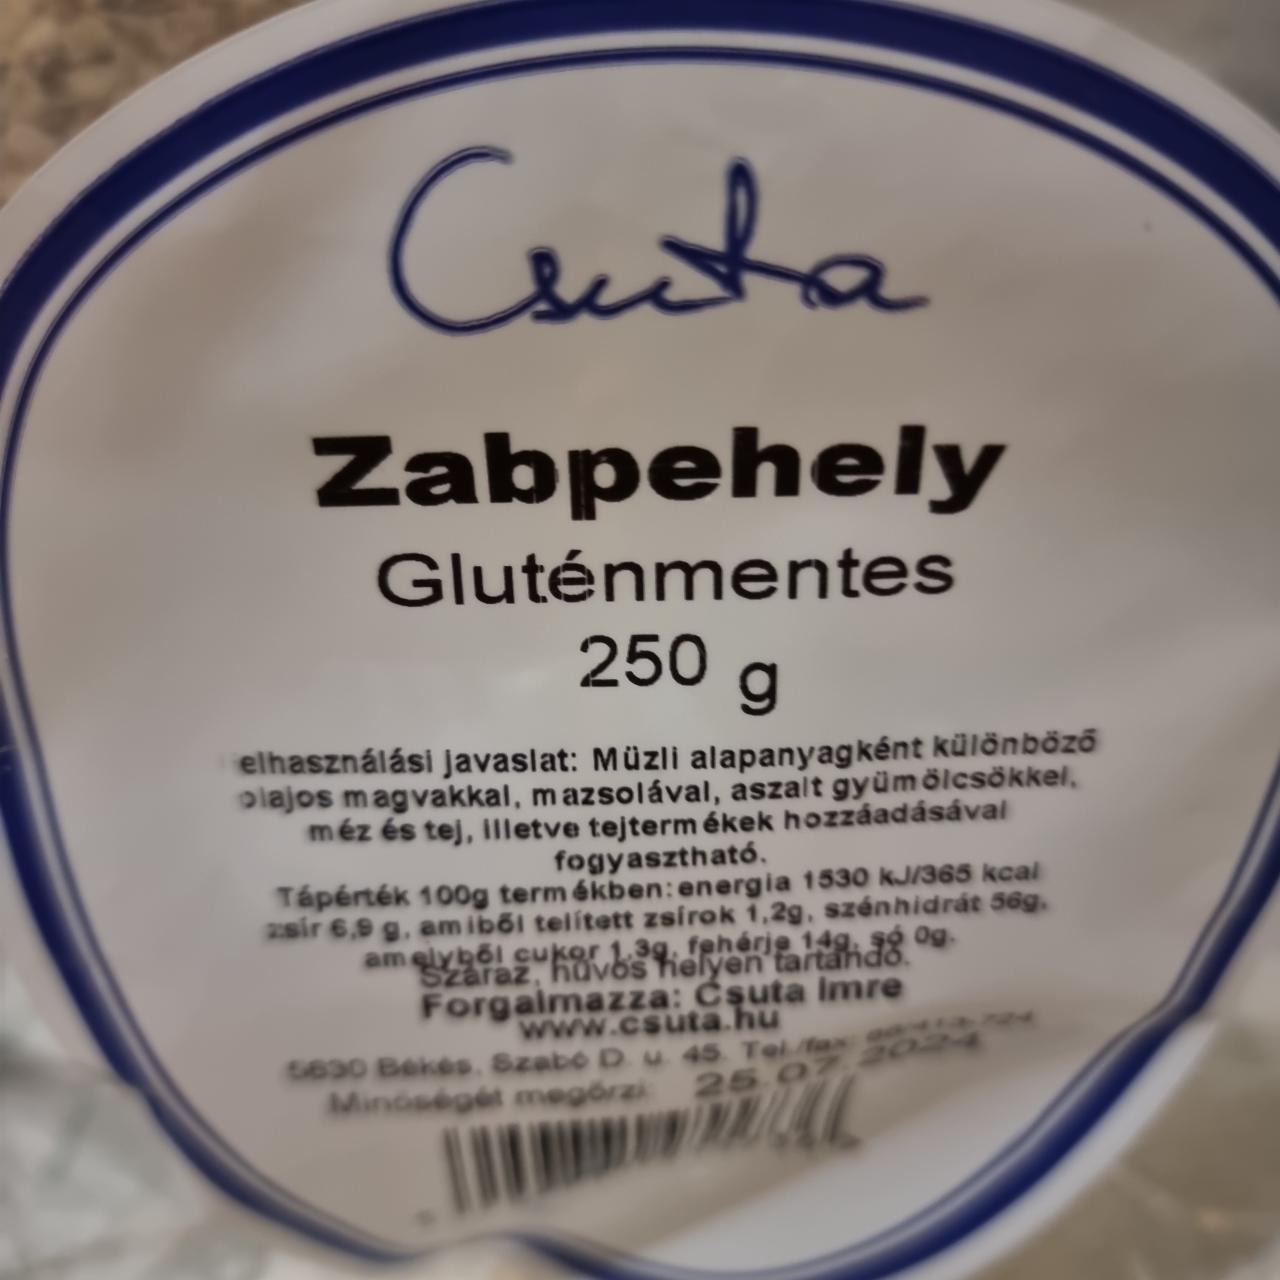 Csuta
Zabpehely
Gluténmentes
250 g
elhasználási javaslat: Müzli alapanyagként különböző
olajos magvakkal, mazsolával, aszalt gyümölcsökkel,
méz és tej, illetve tejtermékek hozzáadásával
fogyasztható.
Tápérték 100g termékben: energia 1530 kJ/365 kcal
zsír 6,9 g, amiből telített zsírok 1,2g, szénhidrát 56g,
amelyből cukor 1,3g, fehérje 14g, só 0g.
Száraz, hűvös helyen tartandó.
Forgalmazza: Csuta Imre
www.csuta.hu
5630 Békés, Szabó D. u. 45. Tel./fax:
Minőségét megőrzi: 25.07.2024